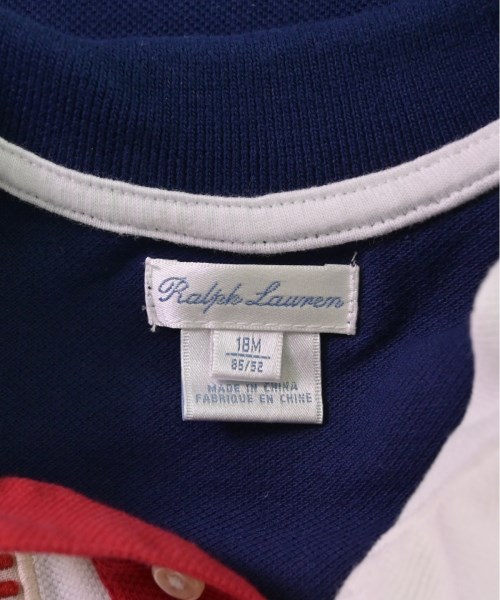 Ralph Lauren
18M
85/52
MADE IN CHINA
FABRIQUE EN CHINE